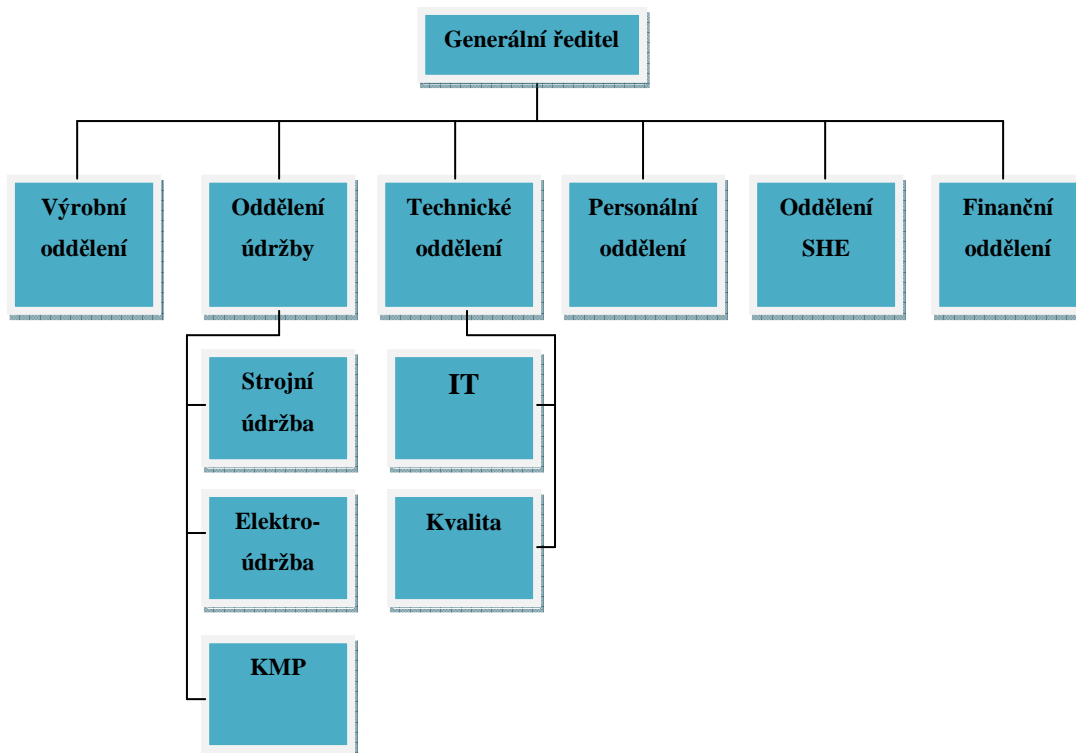 Generální ředitel
Výrobní
oddělení
Oddělení
údržby
Technické
oddělení
Personální
oddělení
Oddělení
SHE
Finanční
oddělení
Strojní
údržba
IT
Elektro-
údržba
Kvalita
KMP